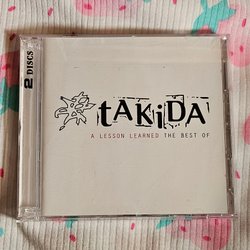 2 DISCS
tAKiDA
A LESSON LEARNED THE BEST OF